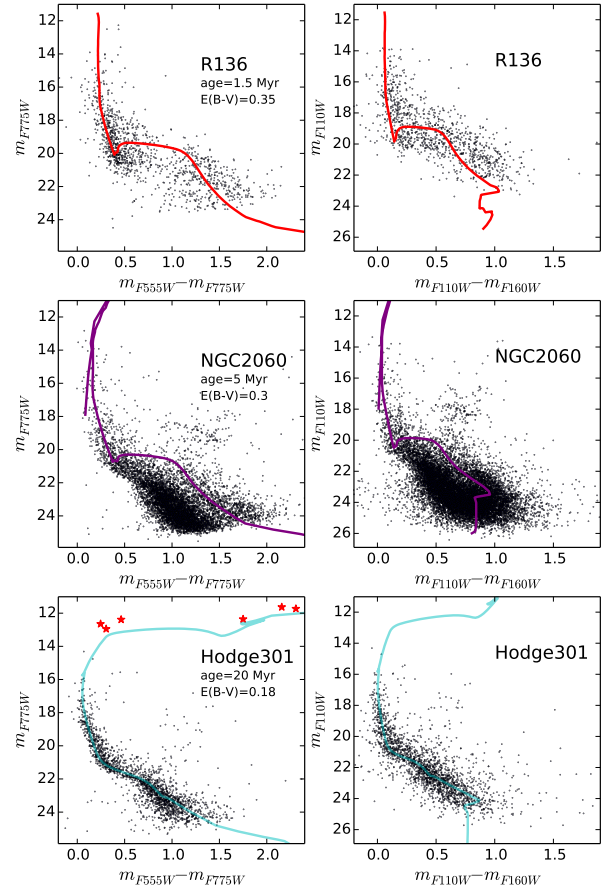 12
14
16
18
20
22
24
m_F775W
R136
age=1.5 Myr
E(B-V)=0.35
0.0 0.5 1.0 1.5 2.0
m_F555W−m_F775W
12
14
16
18
20
22
24
26
m_F110W
R136
0.0 0.5 1.0 1.5
m_F110W−m_F160W
12
14
16
18
20
22
24
m_F775W
NGC2060
age=5 Myr
E(B-V)=0.3
0.0 0.5 1.0 1.5 2.0
m_F555W−m_F775W
12
14
16
18
20
22
24
26
m_F110W
NGC2060
0.0 0.5 1.0 1.5
m_F110W−m_F160W
12
14
16
18
20
22
24
m_F775W
Hodge301
age=20 Myr
E(B-V)=0.18
0.0 0.5 1.0 1.5 2.0
m_F555W−m_F775W
12
14
16
18
20
22
24
26
m_F110W
Hodge301
0.0 0.5 1.0 1.5
m_F110W−m_F160W